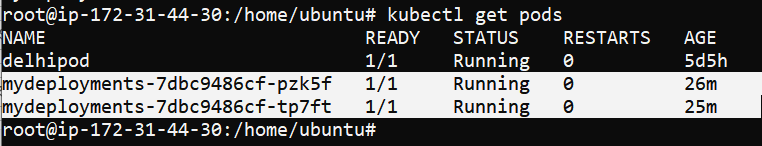 root@ip-172-31-44-30:/home/ubuntu# kubectl get pods
NAME READY STATUS RESTARTS AGE
delhipod 1/1 Running 0 5d5h
mydeployments-7dbc9486cf-pzk5f 1/1 Running 0 26m
mydeployments-7dbc9486cf-tp7ft 1/1 Running 0 25m
root@ip-172-31-44-30:/home/ubuntu#